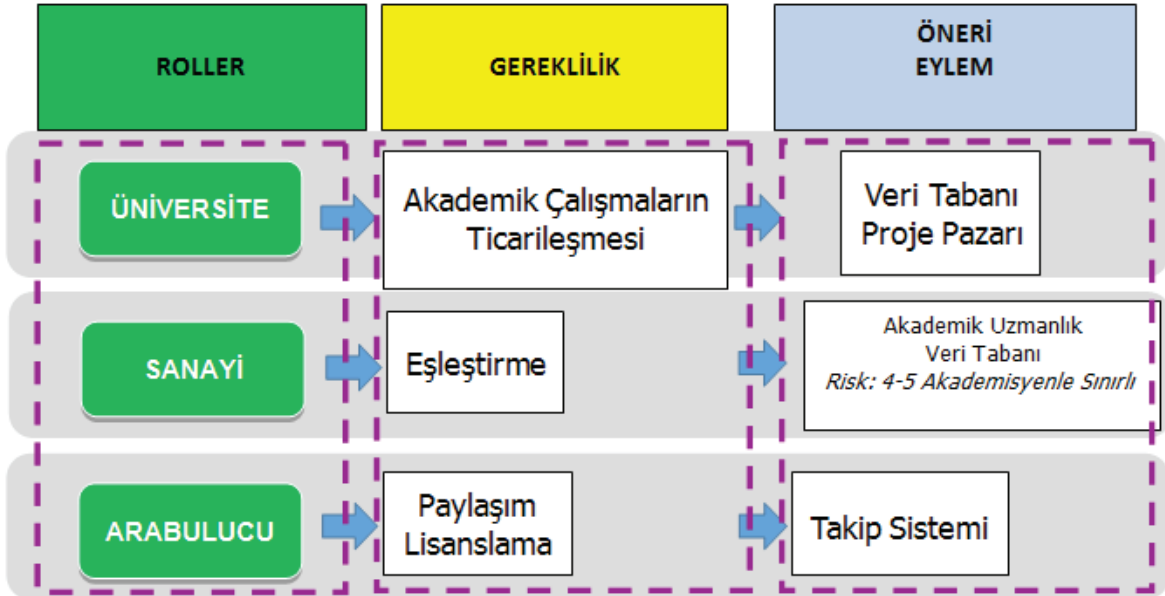 ROLLER
GEREKLİLİK
ÖNERİ
EYLEM
ÜNİVERSİTE
Akademik Çalışmaların
Ticarileşmesi
Veri Tabanı
Proje Pazarı
SANAYİ
Eşleştirme
Akademik Uzmanlık
Veri Tabanı
Risk: 4-5 Akademisyenle Sınırlı
ARABULUCU
Paylaşım
Lisanslama
Takip Sistemi